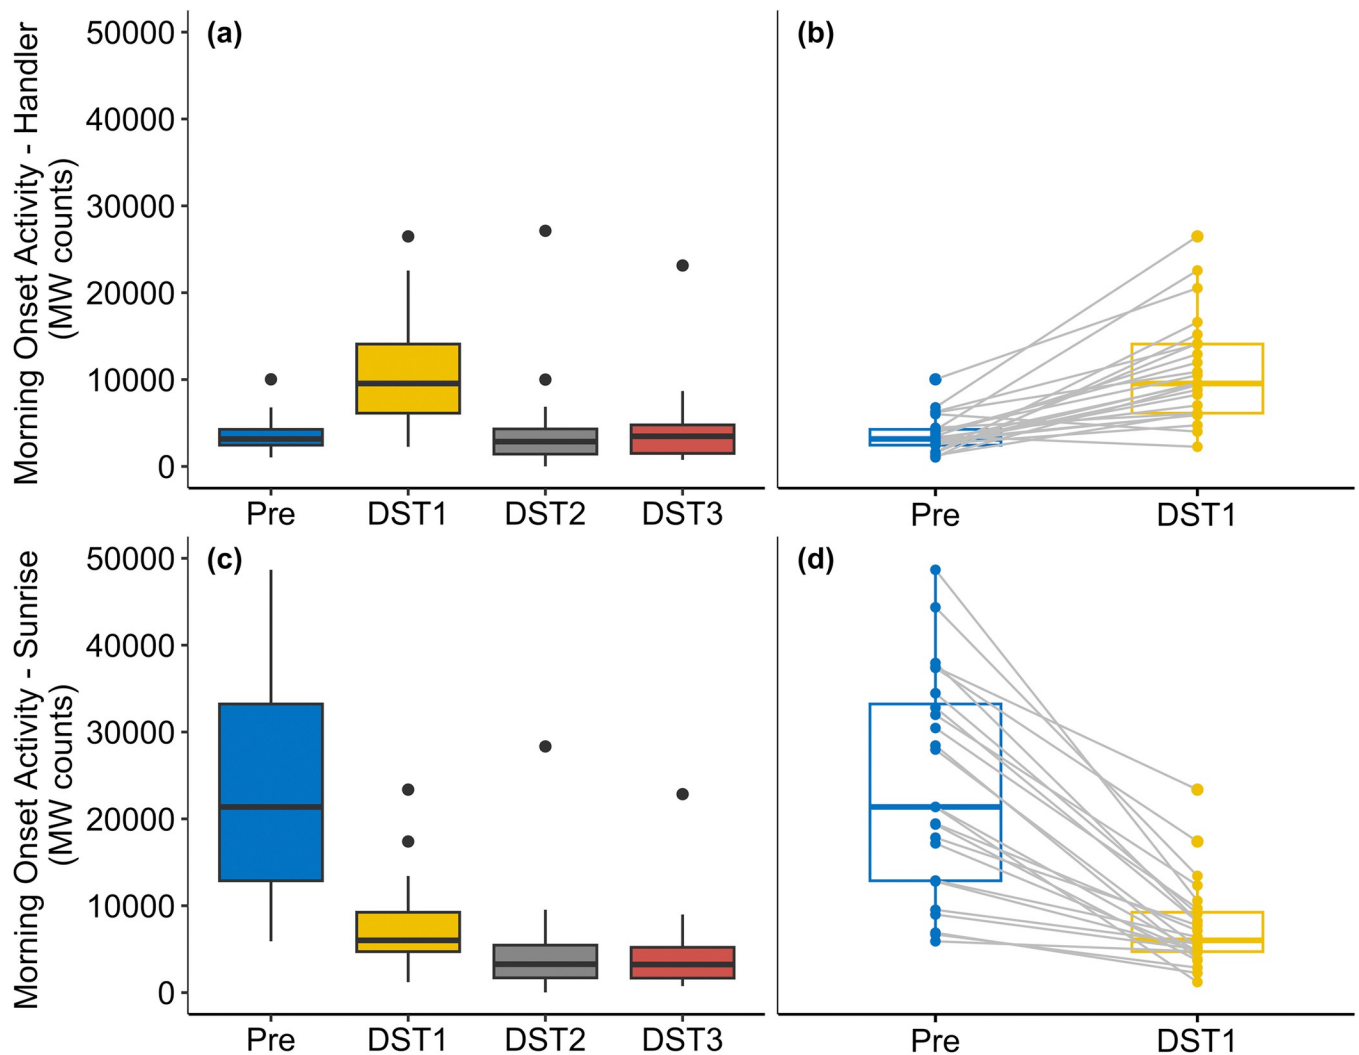 Morning Onset Activity - Handler
(MW counts)
(a)
50000
40000
30000
20000
10000
0
Pre DST1 DST2 DST3
(b)
Pre DST1
Morning Onset Activity - Sunrise
(MW counts)
(c)
50000
40000
30000
20000
10000
0
Pre DST1 DST2 DST3
(d)
Pre DST1